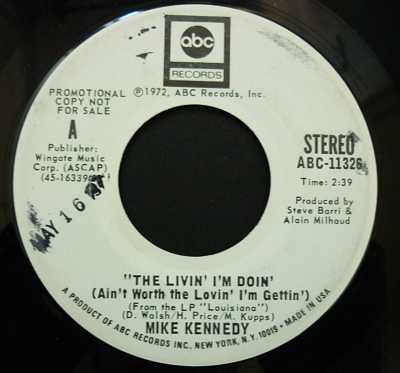 abc
RECORDS
PROMOTIONAL
COPY NOT
FOR SALE
©1972, ABC Records, Inc.
A
Publisher:
Wingate Music
Corp. (ASCAP)
STEREO
ABC-11326
Time: 2:39
Produced by
Steve Barri &
Alain Milhaud
MAY 16
"THE LIVIN' I'M DOIN'
(Ain't Worth the Lovin' I'm Gettin')
(From the LP "Louisiana")
(D. Walsh/H. Price/M. Kupps)
MIKE KENNEDY
A PRODUCT OF ABC RECORDS INC., NEW YORK, N.Y. 10019 • MADE IN USA